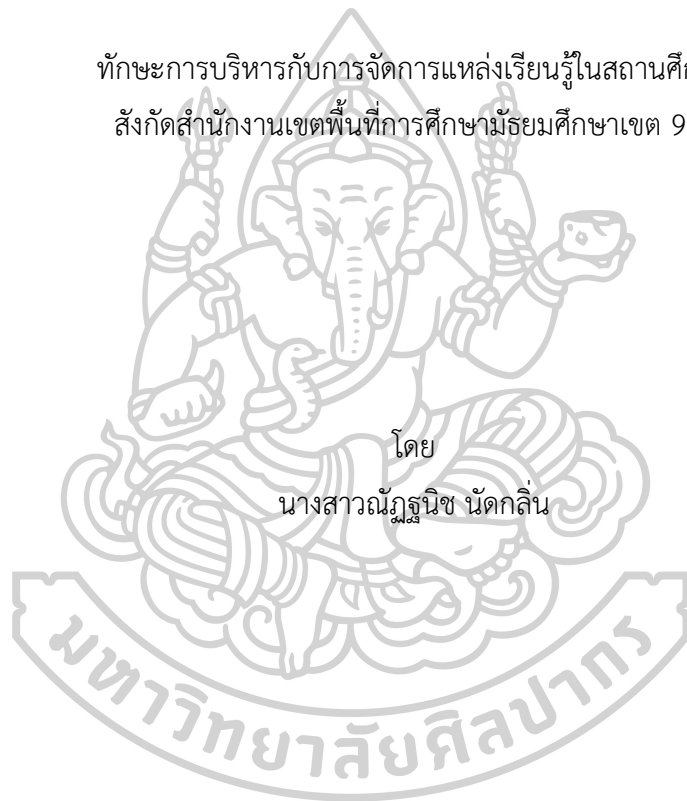 ทักษะการบริหารกับการจัดการแหล่งเรียนรู้ในสถานศึก
สังกัดสำนักงานเขตพื้นที่การศึกษามัธยมศึกษาเขต 9
โดย
นางสาวณัฏฐนิช นัดกลิ่น
มหาวิทยาลัยศิลปากร